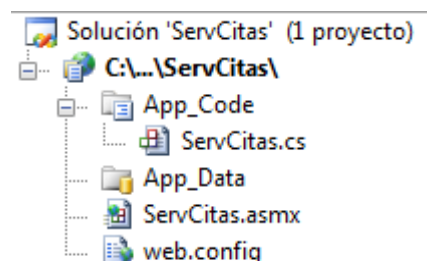 Solución 'ServCitas' (1 proyecto)
C:\...\ServCitas\
App_Code
ServCitas.cs
App_Data
ServCitas.asmx
web.config